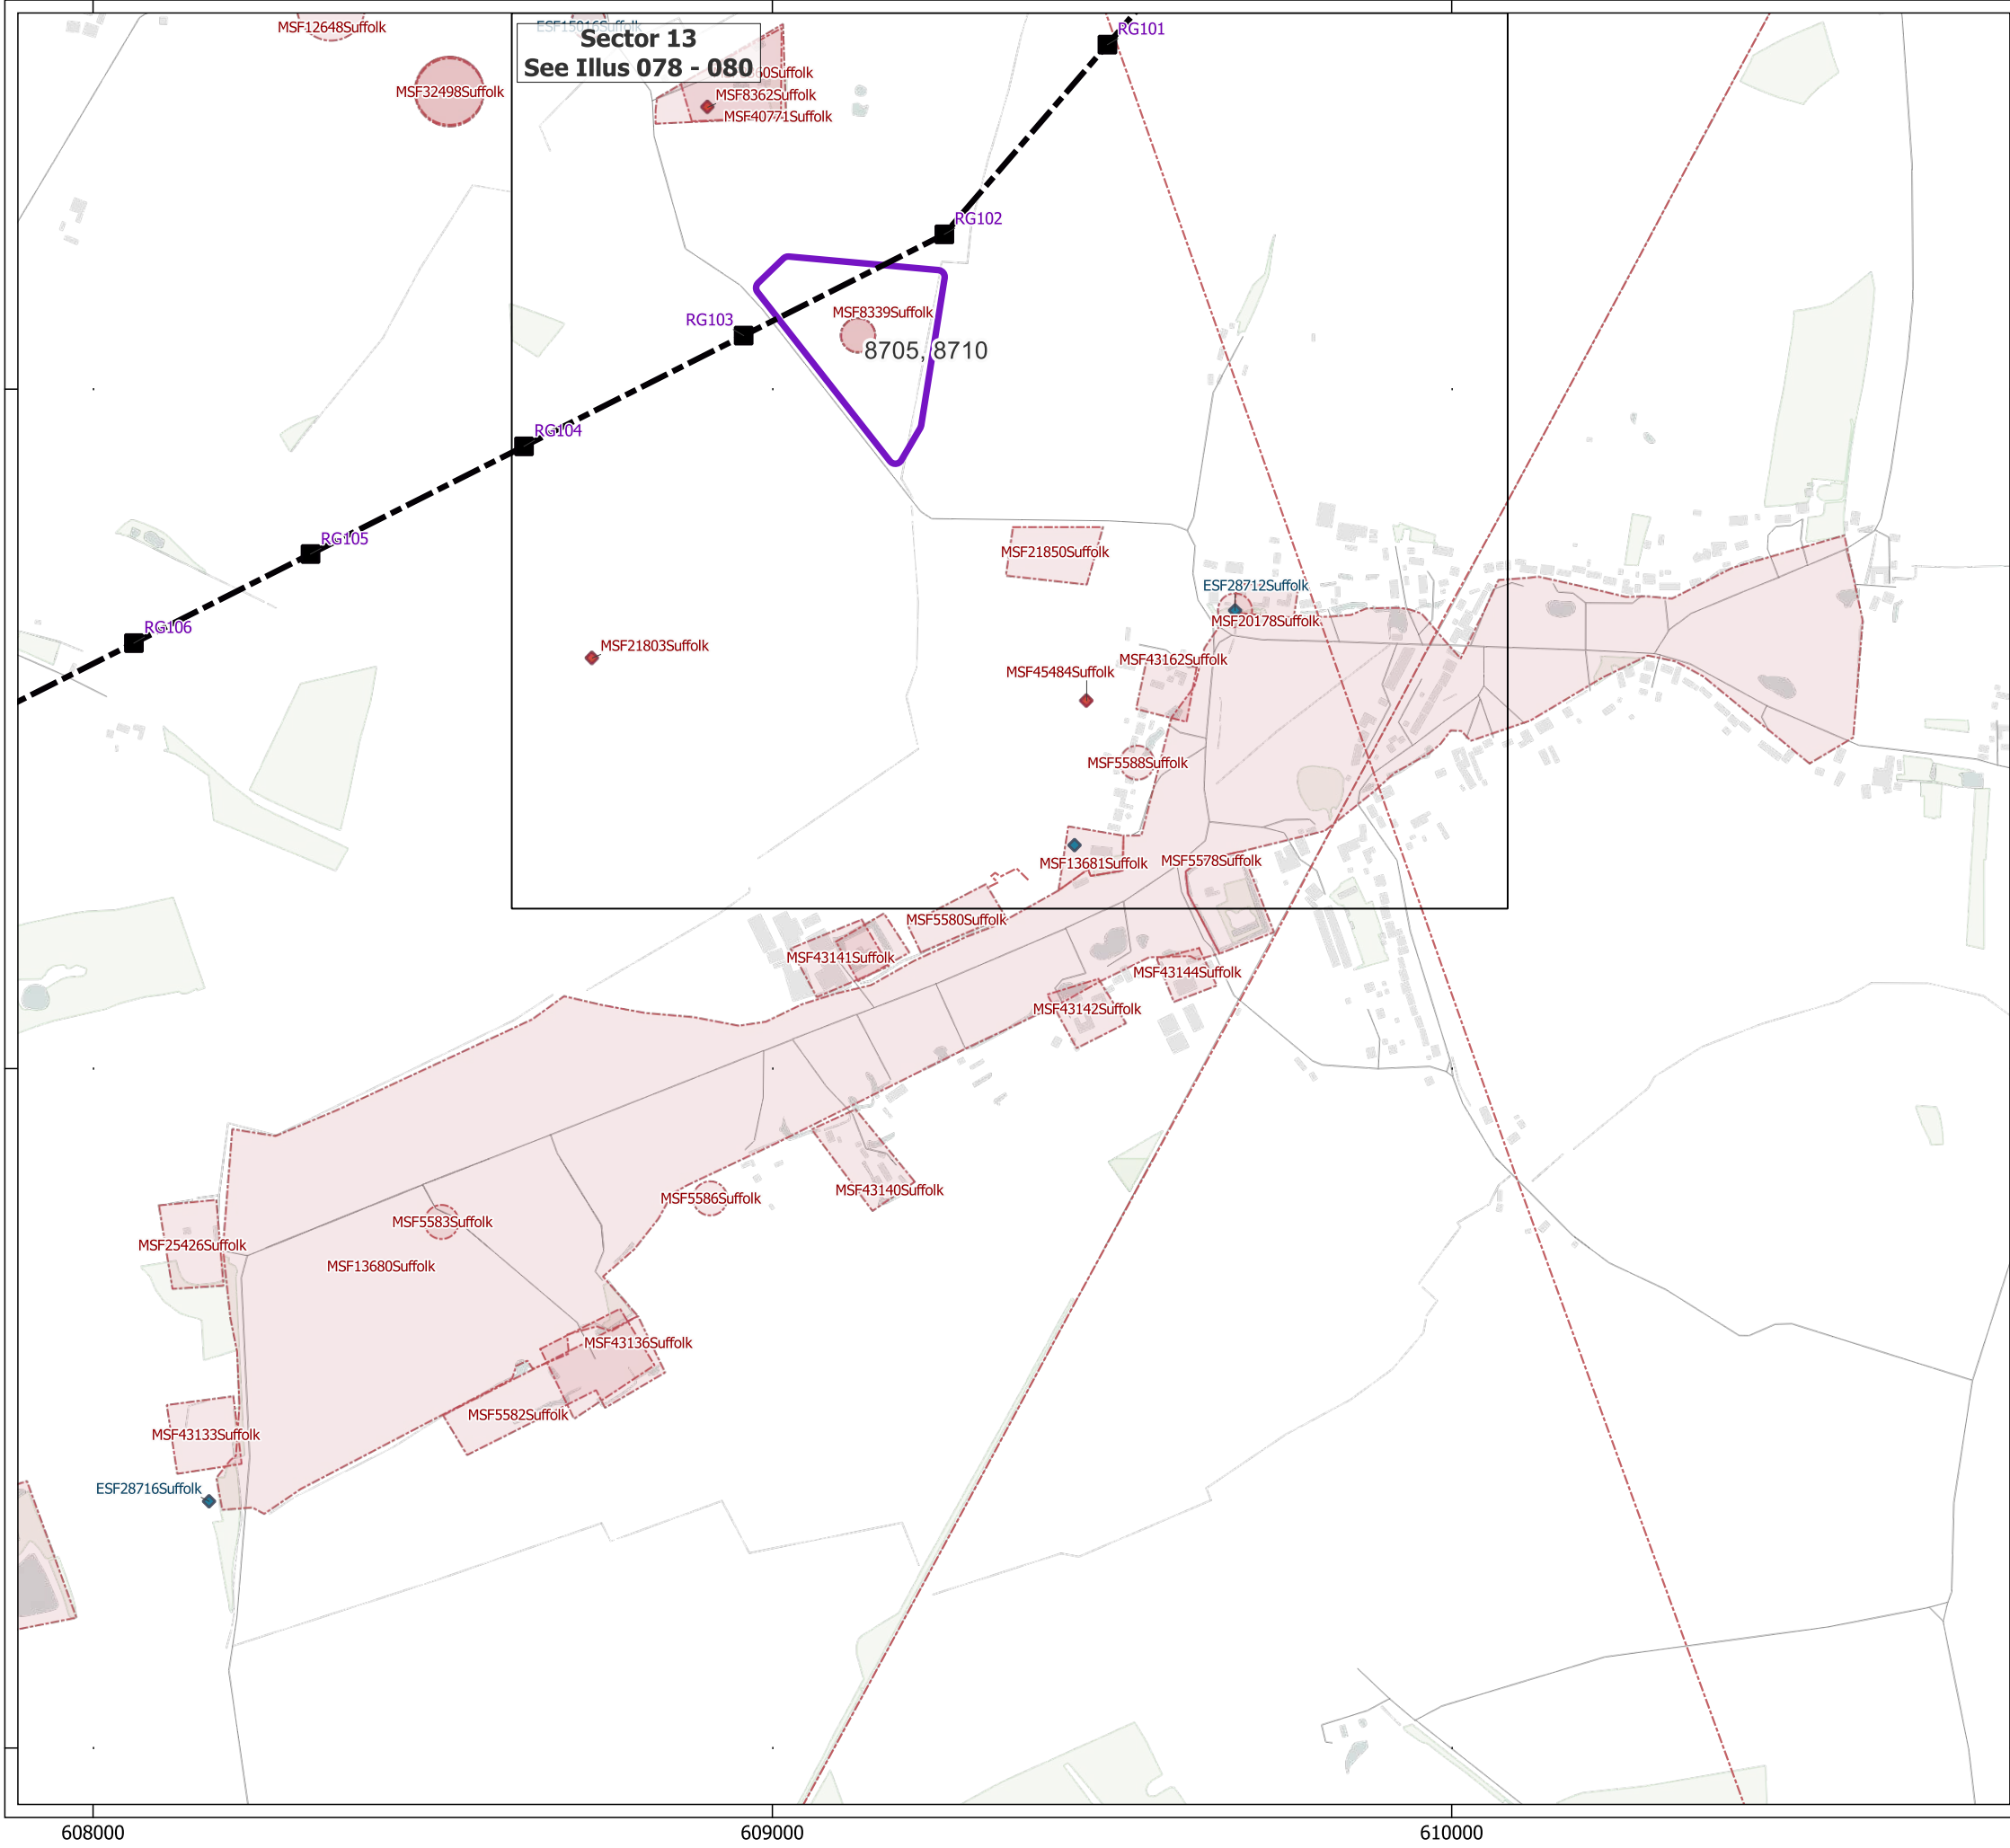 MSF12648Suffolk
ESF15016Suffolk
RG101
Sector 13
See Illus 078 - 080
60Suffolk
MSF32498Suffolk
MSF8362Suffolk
MSF40771Suffolk
RG102
MSF8339Suffolk
RG103
8705, 8710
RG104
RG105
MSF21850Suffolk
ESF28712Suffolk
RG106
MSF20178Suffolk
MSF21803Suffolk
MSF43162Suffolk
MSF45484Suffolk
MSF5588Suffolk
MSF13681Suffolk
MSF5578Suffolk
MSF5580Suffolk
MSF43141Suffolk
MSF43144Suffolk
MSF43142Suffolk
MSF43140Suffolk
MSF5586Suffolk
MSF5583Suffolk
MSF25426Suffolk
MSF13680Suffolk
MSF43136Suffolk
MSF5582Suffolk
MSF43133Suffolk
ESF28716Suffolk
608000
609000
610000